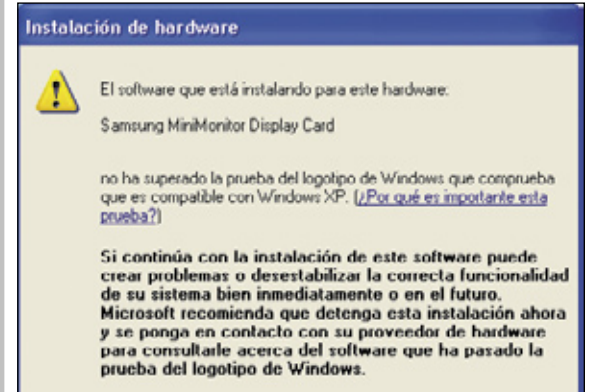 Instalación de hardware
El software que está instalando para este hardware:
Samsung MiniMonitor Display Card
no ha superado la prueba del logotipo de Windows que comprueba
que es compatible con Windows XP. (¿Por qué es importante esta
prueba?)
Si continúa con la instalación de este software puede
crear problemas o desestabilizar la correcta funcionalidad
de su sistema bien inmediatamente o en el futuro.
Microsoft recomienda que detenga esta instalación ahora
y se ponga en contacto con su proveedor de hardware
para consultarle acerca del software que ha pasado la
prueba del logotipo de Windows.